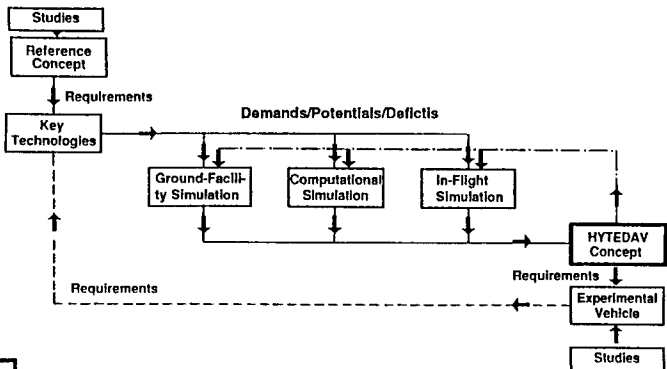 Studies
Reference
Concept
Requirements
Key
Technologies
Demands/Potentials/Defictis
Ground-Facili-
ty Simulation
Computational
Simulation
In-Flight
Simulation
HYTEDAV
Concept
Requirements
Requirements
Experimental
Vehicle
Studies